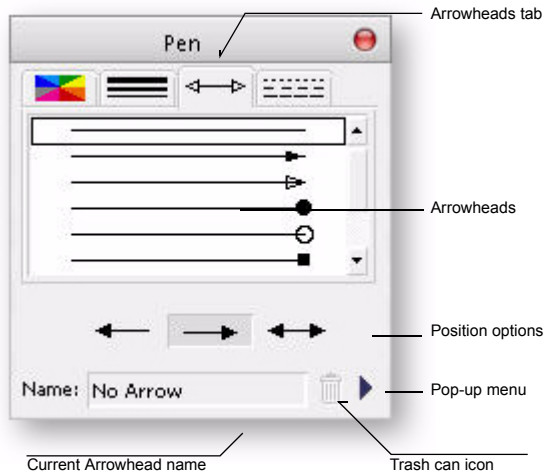 Arrowheads tab
Pen
Arrowheads
Position options
Name: No Arrow
Pop-up menu
Current Arrowhead name
Trash can icon